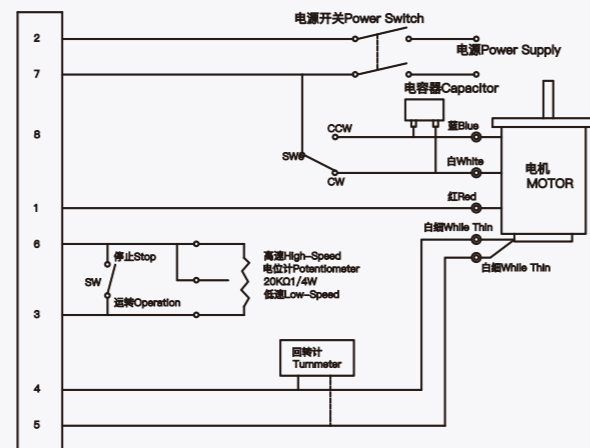 电源开关Power Switch
2
电源Power Supply
7
电容器Capacitor
8
CCW
蓝Blue
SW2
白White
CW
电机
MOTOR
1
红Red
白细While Thin
6
停止Stop
高速High-Speed
电位计Potentiometer
20KΩ1/4W
低速Low-Speed
SW
白细While Thin
运转Operation
3
回转计
Turnmeter
4
5